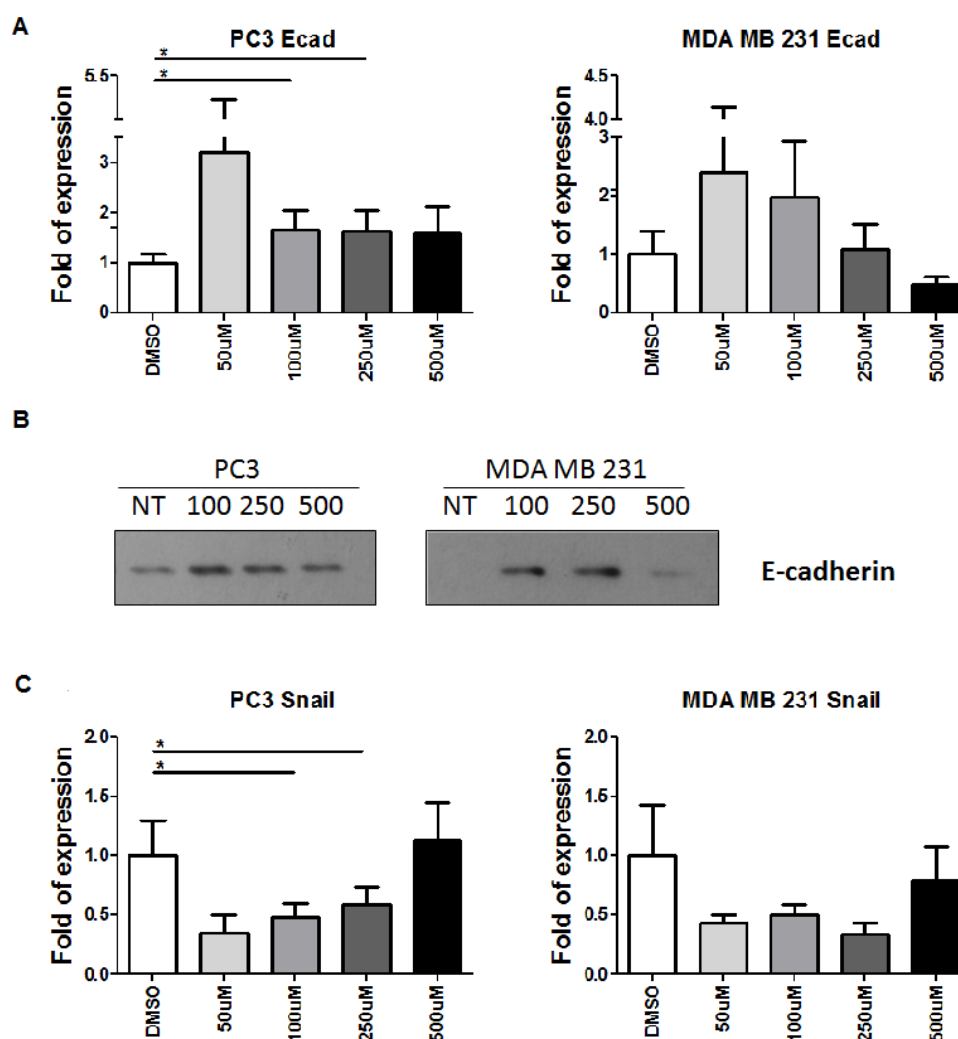 A
PC3 Ecad
MDA MB 231 Ecad
*
*
Fold of expression
5.5
3
2
1
0
DMSO
50uM
100uM
250uM
500uM
Fold of expression
4.5
4.0
3
2
1
0
DMSO
50uM
100uM
250uM
500uM
B
PC3
MDA MB 231
NT 100 250 500
NT 100 250 500
E-cadherin
C
PC3 Snail
MDA MB 231 Snail
*
*
Fold of expression
2.0
1.5
1.0
0.5
0.0
DMSO
50uM
100uM
250uM
500uM
Fold of expression
2.0
1.5
1.0
0.5
0.0
DMSO
50uM
100uM
250uM
500uM